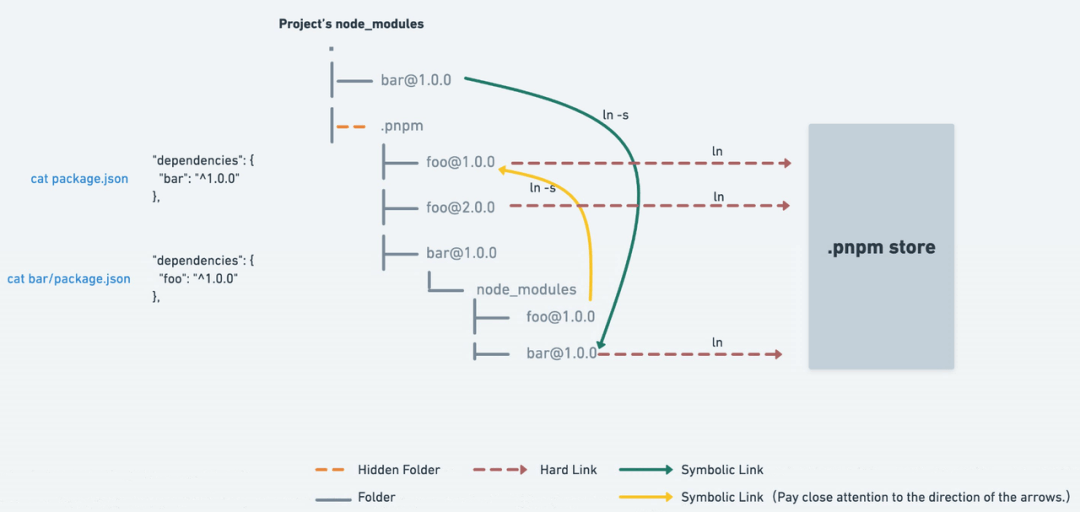 Project's node_modules
bar@1.0.0
ln -s
.pnpm
foo@1.0.0
ln
"dependencies": {
cat package.json
"bar": "^1.0.0"
},
ln -s
foo@2.0.0
ln
.pnpm store
bar@1.0.0
"dependencies": {
cat bar/package.json
"foo": "^1.0.0"
},
node_modules
foo@1.0.0
bar@1.0.0
ln
Hidden Folder
Hard Link
Symbolic Link
Folder
Symbolic Link (Pay close attention to the direction of the arrows.)